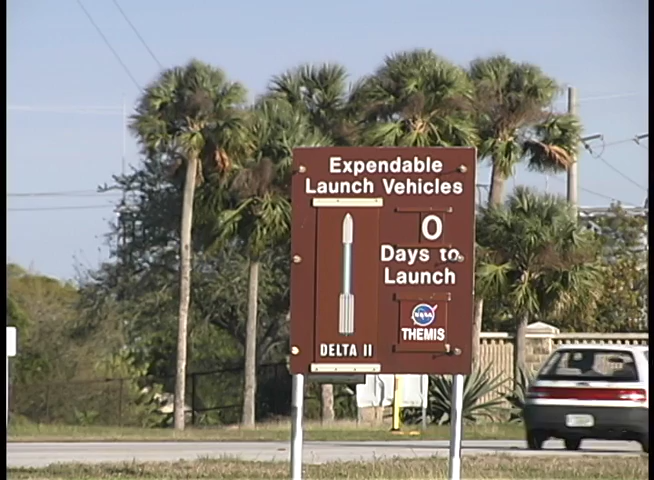 Expendable
Launch Vehicles
0
Days to
Launch
NASA
THEMIS
DELTA II